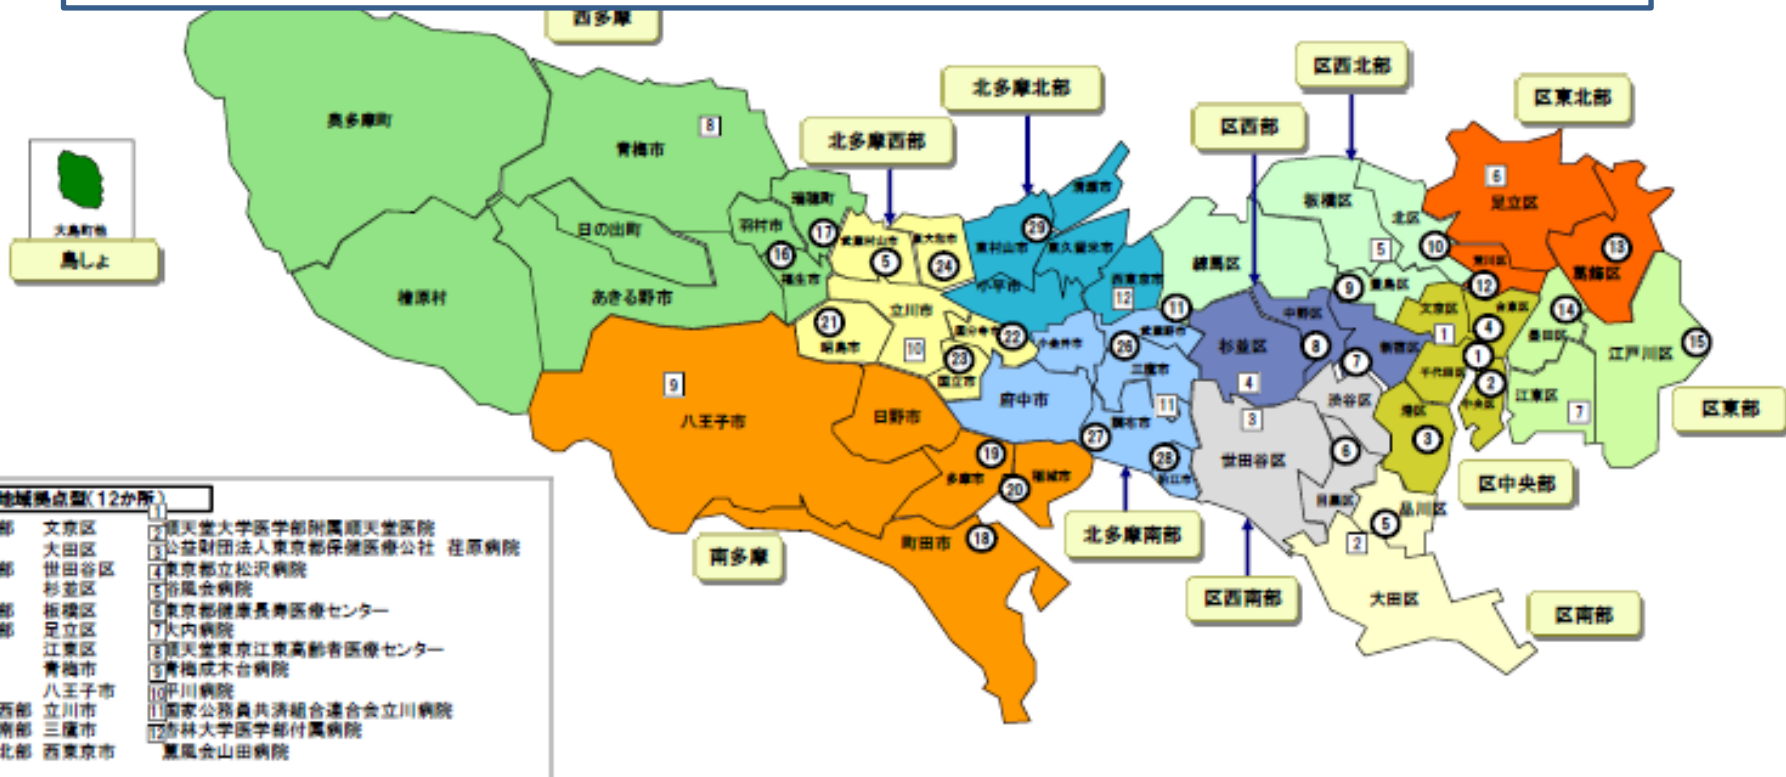 西多摩
区西北部
北多摩北部
区東北部
区西部
北多摩西部
奥多摩町
青梅市
8
瑞穂町
羽村市
17
16
福生市
日の出町
檜原村
あきる野市
大島町他
島しょ
武蔵村山市
東大和市
5
24
立川市
21
昭島市
10
国分寺市
22
23
国立市
清瀬市
29
東村山市
東久留米市
小平市
西東京市
12
小金井市
武蔵野市
26
三鷹市
府中市
調布市
11
27
28
狛江市
練馬区
11
板橋区
北区
5
10
豊島区
9
足立区
6
荒川区
12
葛飾区
13
中野区
杉並区
8
新宿区
7
4
文京区
1
台東区
4
千代田区
1
2
中央区
港区
3
墨田区
14
江戸川区
15
江東区
7
区東部
渋谷区
3
世田谷区
6
目黒区
品川区
5
2
大田区
区中央部
区南部
区西南部
北多摩南部
9
八王子市
日野市
19
多摩市
20
稲城市
町田市
18
南多摩
地域拠点型(12か所)
部 文京区 1 順天堂大学医学部附属順天堂医院
大田区 2 公益財団法人東京都保健医療公社 荏原病院
部 世田谷区 3 東京都立松沢病院
杉並区 4 浴風会病院
部 板橋区 5 東京都健康長寿医療センター
部 足立区 6 大内病院
江東区 7 順天堂東京江東高齢者医療センター
青梅市 8 青梅成木台病院
八王子市 9 平川病院
西部 立川市 10 国家公務員共済組合連合会立川病院
南部 三鷹市 11 杏林大学医学部付属病院
北部 西東京市 12 薫風会山田病院